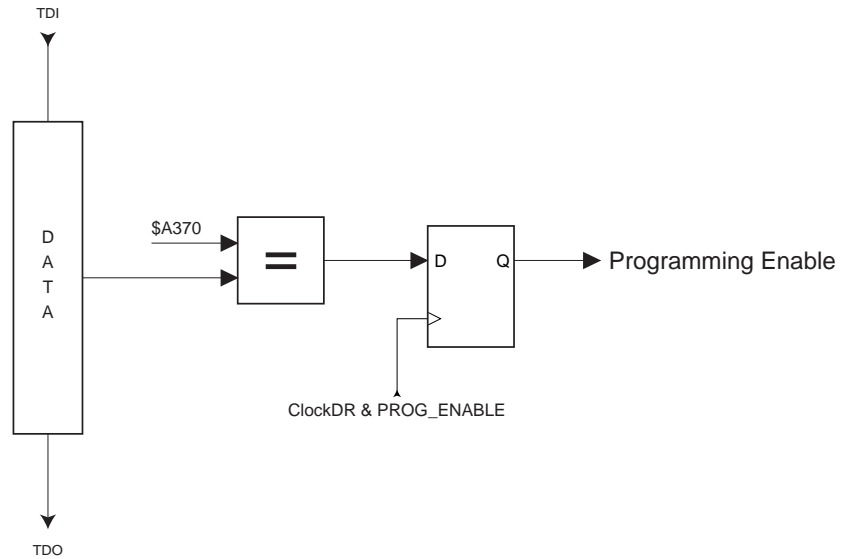 TDI
D
A
T
A
$A370
=
D
Q
Programming Enable
ClockDR & PROG_ENABLE
TDO